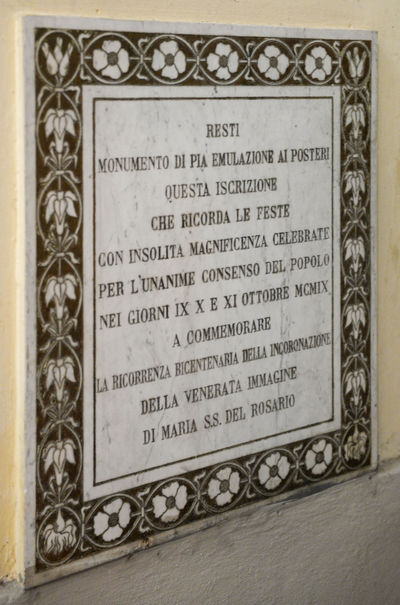 RESTI
MONUMENTO DI PIA EMULAZIONE AI POSTERI
QUESTA ISCRIZIONE
CHE RICORDA LE FESTE
CON INSOLITA MAGNIFICENZA CELEBRATE
PER L'UNANIME CONSENSO DEL POPOLO
NEI GIORNI IX X E XI OTTOBRE MCMIX
A COMMEMORARE
LA RICORRENZA BICENTENARIA DELLA INCORONAZIONE
DELLA VENERATA IMMAGINE
DI MARIA S.S. DEL ROSARIO